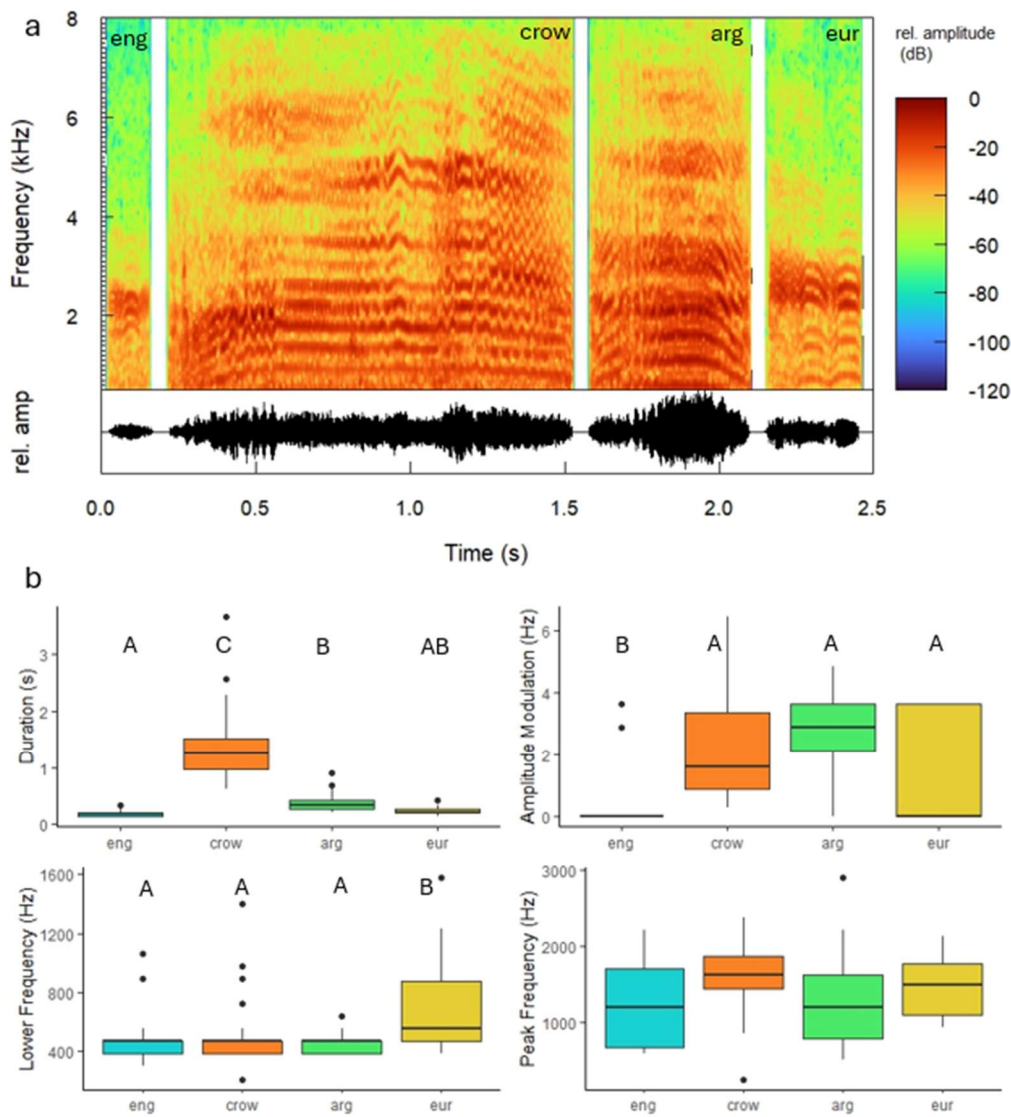 a
eng crow arg eur
rel. amplitude
(dB)
Frequency (kHz)
8
6
4
2
0
-20
-40
-60
-80
-100
-120
rel. amp
0.0 0.5 1.0 1.5 2.0 2.5
Time (s)
b
Duration (s)
3
2
1
0
A C B AB
eng crow arg eur
Amplitude Modulation (Hz)
6
4
2
0
B A A A
eng crow arg eur
Lower Frequency (Hz)
1600
1200
800
400
A A A B
eng crow arg eur
Peak Frequency (Hz)
3000
2000
1000
eng crow arg eur